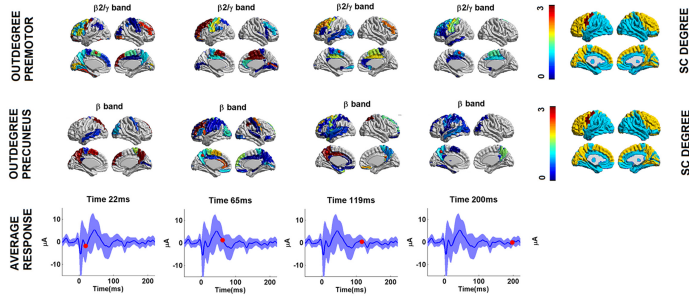 OUTDEGREE
PREMOTOR
β2/γ band
β2/γ band
β2/γ band
β2/γ band
3
0
SC DEGREE
OUTDEGREE
PRECUNEUS
β band
β band
β band
β band
3
0
SC DEGREE
AVERAGE
RESPONSE
Time 22ms
Time 65ms
Time 119ms
Time 200ms
μA
10
0
-10
0
100
200
Time(ms)
μA
10
0
-10
0
100
200
Time(ms)
μA
10
0
-10
0
100
200
Time(ms)
μA
10
0
-10
0
100
200
Time(ms)
μA